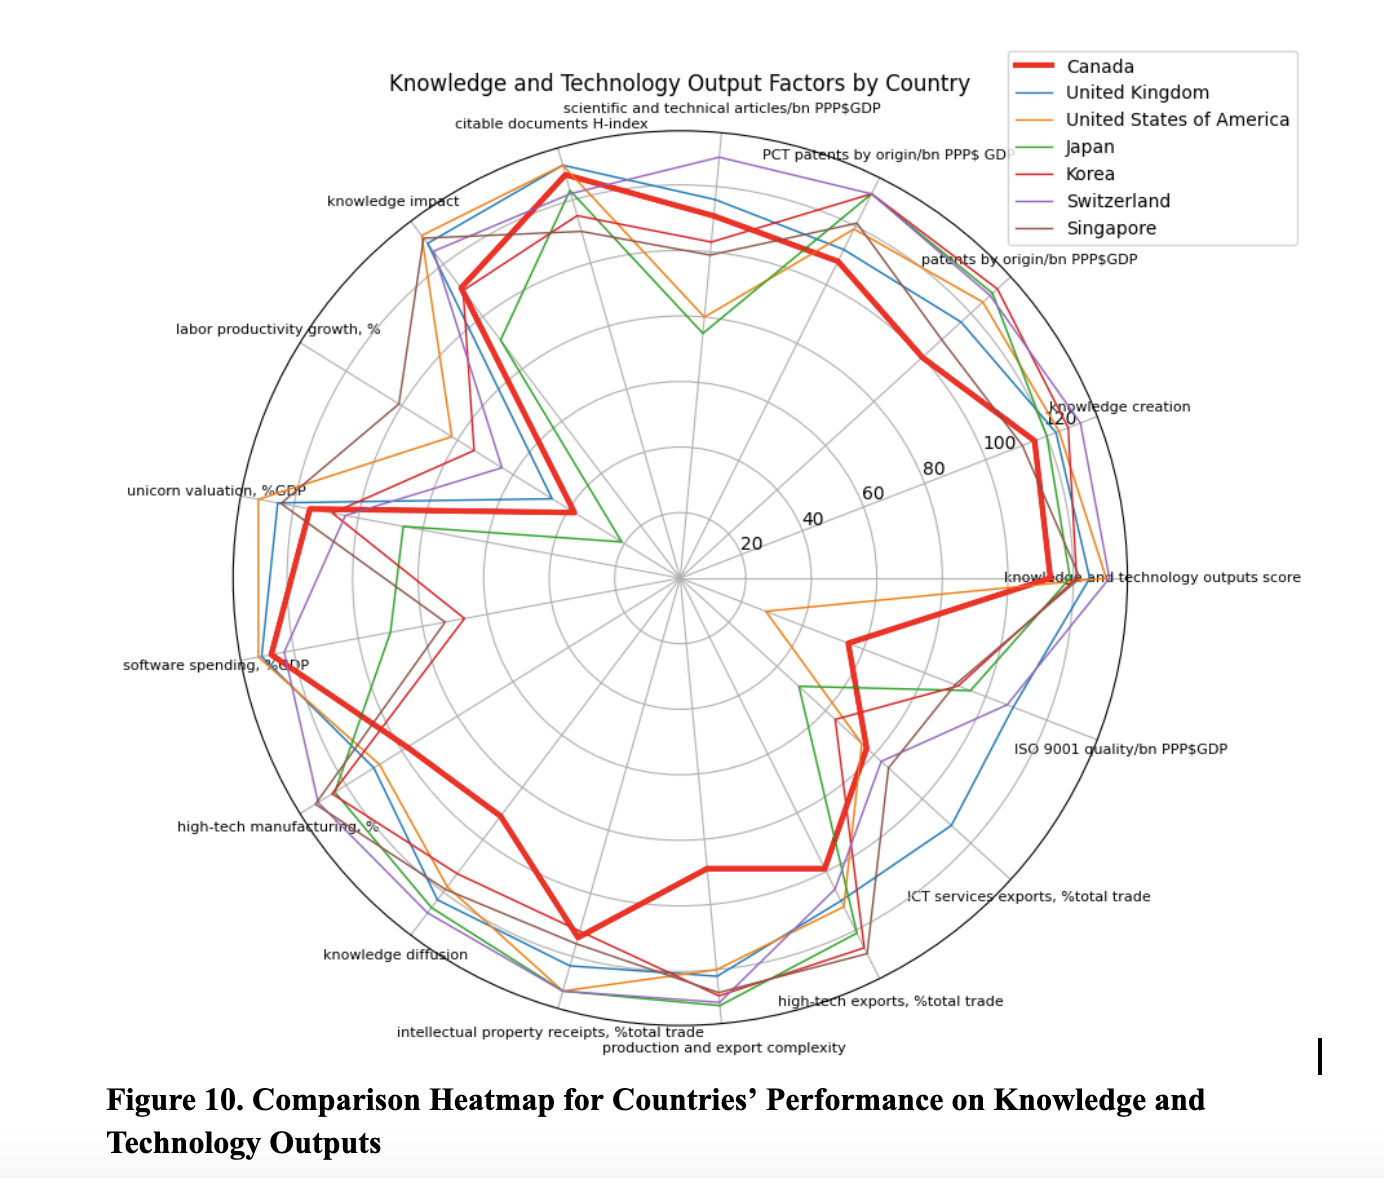 Knowledge and Technology Output Factors by Country
Canada
United Kingdom
United States of America
Japan
Korea
Switzerland
Singapore
scientific and technical articles/bn PPP$GDP
citable documents H-index
PCT patents by origin/bn PPP$ GDP
knowledge impact
patents by origin/bn PPP$GDP
labor productivity growth, %
knowledge creation
120
100
80
60
40
20
unicorn valuation, %GDP
knowledge and technology outputs score
software spending, %GDP
ISO 9001 quality/bn PPP$GDP
high-tech manufacturing, %
ICT services exports, %total trade
knowledge diffusion
high-tech exports, %total trade
intellectual property receipts, %total trade
production and export complexity
Figure 10. Comparison Heatmap for Countries’ Performance on Knowledge and
Technology Outputs